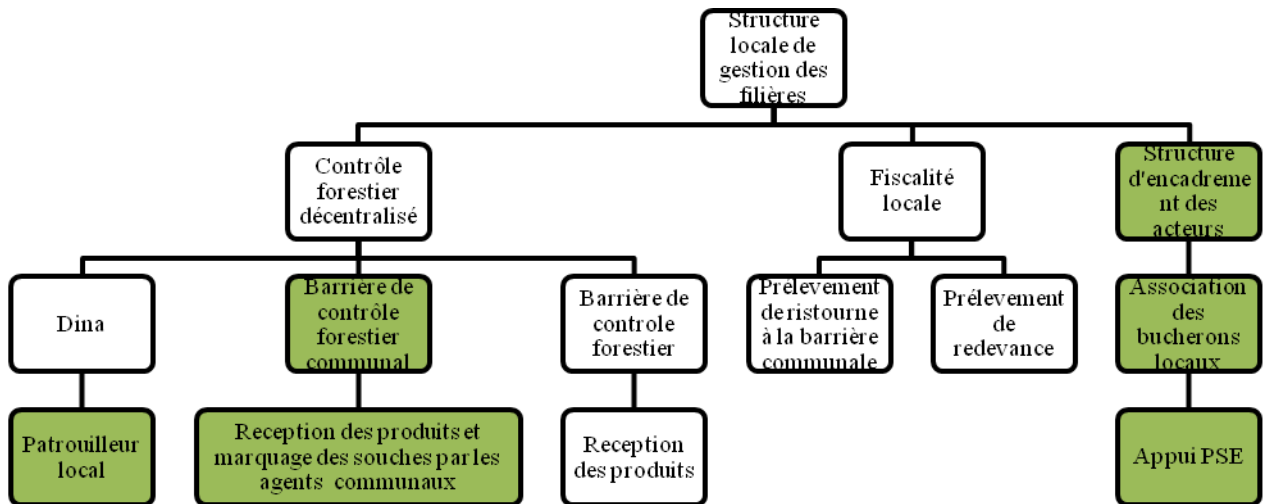 Structure
locale de
gestion des
filières
Contrôle
forestier
décentralisé
Fiscalité
locale
Structure
d'encadreme
nt des
acteurs
Dina
Barrière de
contrôle
forestier
communal
Barrière de
controle
forestier
Prélevement
de ristourne
à la barrière
communale
Prélevement
de
redevance
Association
des
bucherons
locaux
Patrouilleur
local
Reception des produits et
marquage des souches par les
agents communaux
Reception
des produits
Appui PSE